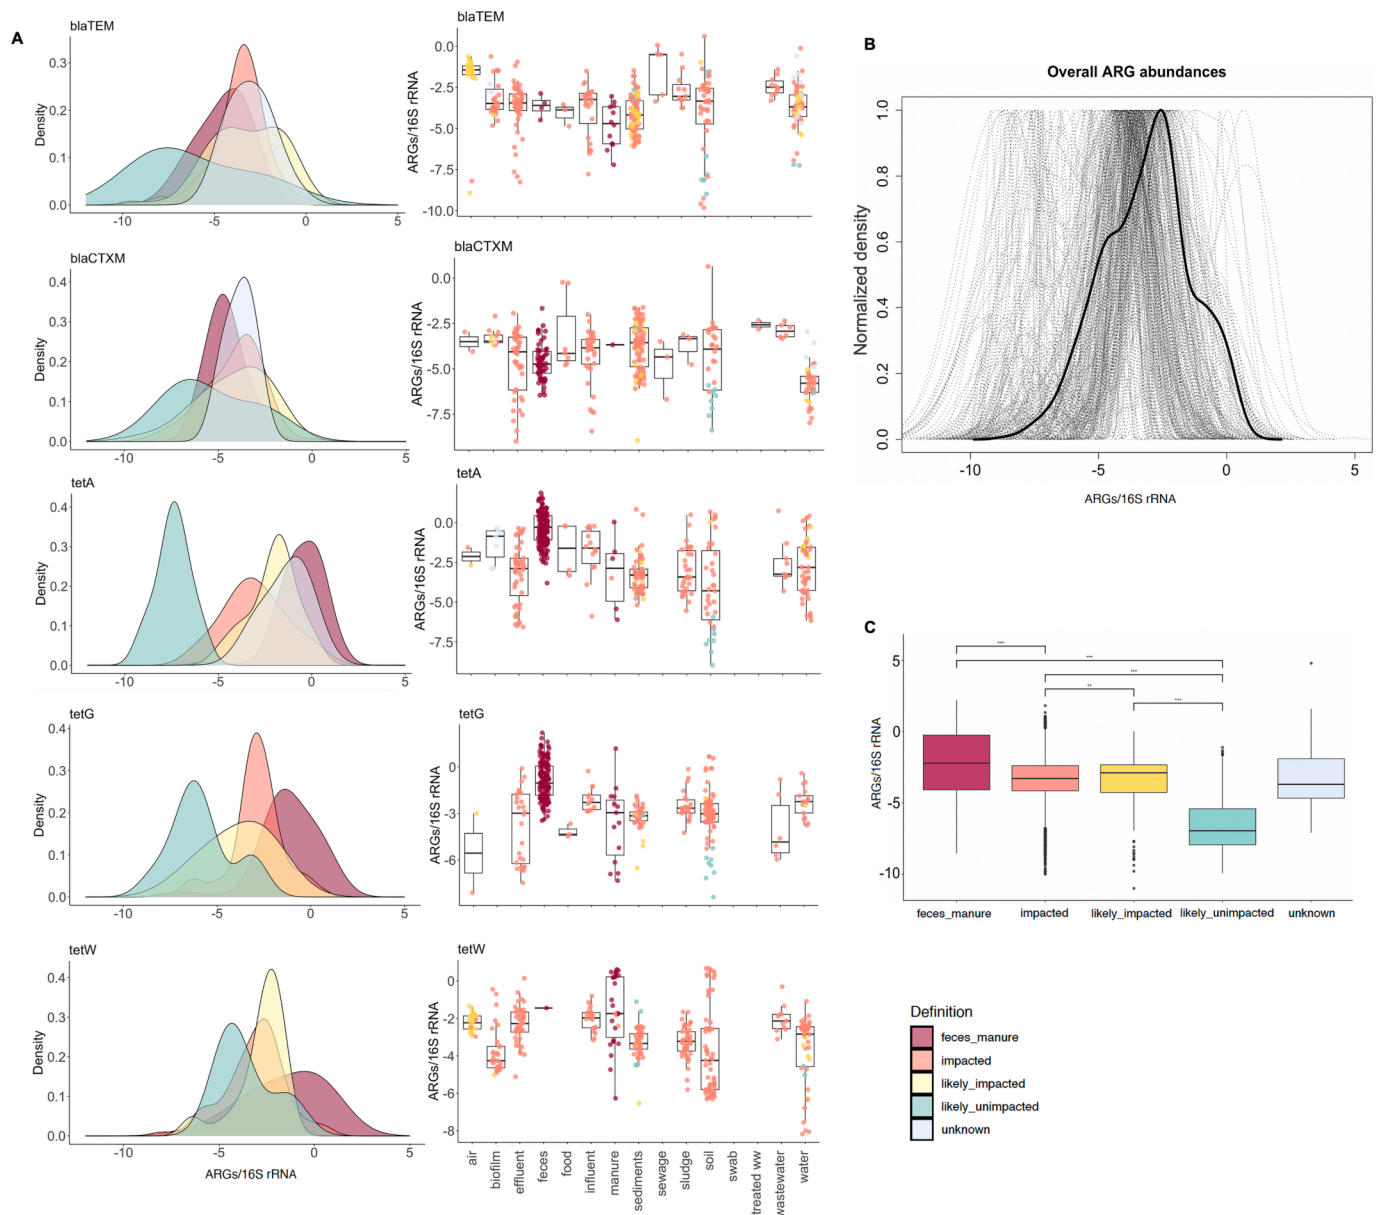 A
blaTEM
Density
0.3
0.2
0.1
0.0
-10
-5
0
5
blaTEM
ARGs/16S rRNA
0.0
-2.5
-5.0
-7.5
-10.0
blaCTXM
Density
0.4
0.3
0.2
0.1
0.0
-10
-5
0
5
blaCTXM
ARGs/16S rRNA
0.0
-2.5
-5.0
-7.5
tetA
Density
0.4
0.3
0.2
0.1
0.0
-10
-5
0
5
tetA
ARGs/16S rRNA
0.0
-2.5
-5.0
-7.5
tetG
Density
0.4
0.3
0.2
0.1
0.0
-10
-5
0
5
tetG
ARGs/16S rRNA
0
-3
-6
tetW
Density
0.4
0.3
0.2
0.1
0.0
-10
-5
0
5
ARGs/16S rRNA
tetW
ARGs/16S rRNA
0
-2
-4
-6
-8
air
biofilm
effluent
feces
food
influent
manure
sediments
sewage
sludge
soil
swab
treated ww
wastewater
water
B
Overall ARG abundances
Normalized density
1.0
0.8
0.6
0.4
0.2
0.0
-10
-5
0
5
ARGs/16S rRNA
C
ARGs/16S rRNA
5
0
-5
-10
***
***
***
**
***
feces_manure
impacted
likely_impacted
likely_unimpacted
unknown
Definition
feces_manure
impacted
likely_impacted
likely_unimpacted
unknown